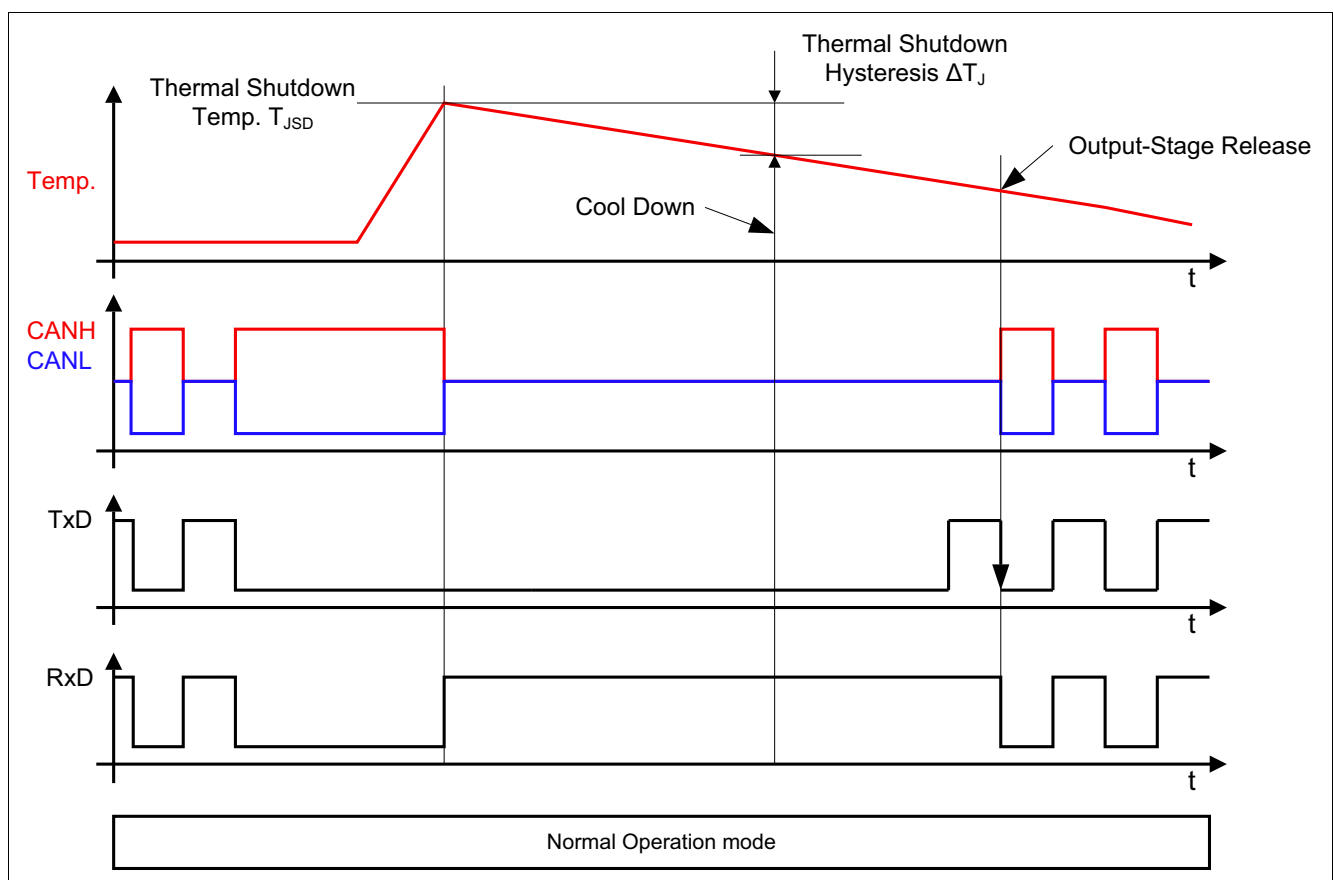 Thermal Shutdown
Temp. TJSD
Thermal Shutdown
Hysteresis ΔTJ
Output-Stage Release
Temp.
Cool Down
t
CANH
CANL
t
TxD
t
RxD
t
Normal Operation mode